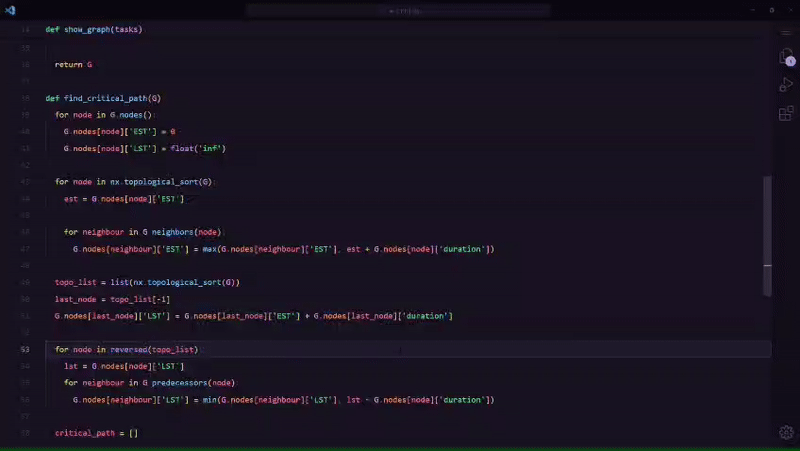 def show_graph(tasks)
return G
def find_critical_path(G)
for node in G.nodes():
G.nodes[node]['EST'] = 0
G.nodes[node]['LST'] = float('inf')
for node in nx.topological_sort(G):
est = G.nodes[node]['EST']
for neighbour in G.neighbors(node):
G.nodes[neighbour]['EST'] = max(G.nodes[neighbour]['EST'], est + G.nodes[node]['duration'])
topo_list = list(nx.topological_sort(G))
last_node = topo_list[-1]
G.nodes[last_node]['LST'] = G.nodes[last_node]['EST'] + G.nodes[last_node]['duration']
53 for node in reversed(topo_list):
lst = G.nodes[node]['LST']
for neighbour in G.predecessors(node):
G.nodes[neighbour]['LST'] = min(G.nodes[neighbour]['LST'], lst - G.nodes[node]['duration'])
critical_path = []